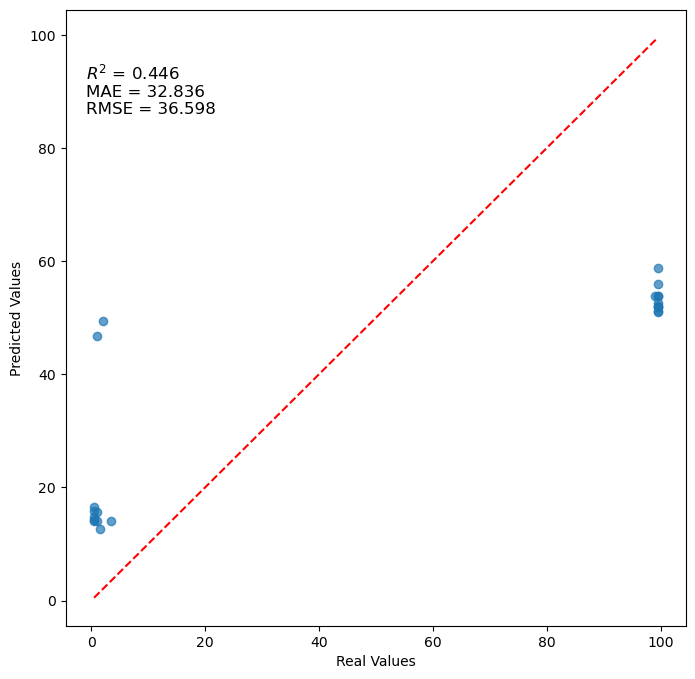 R² = 0.446
MAE = 32.836
RMSE = 36.598
100
80
60
40
20
0
Predicted Values
0 20 40 60 80 100
Real Values